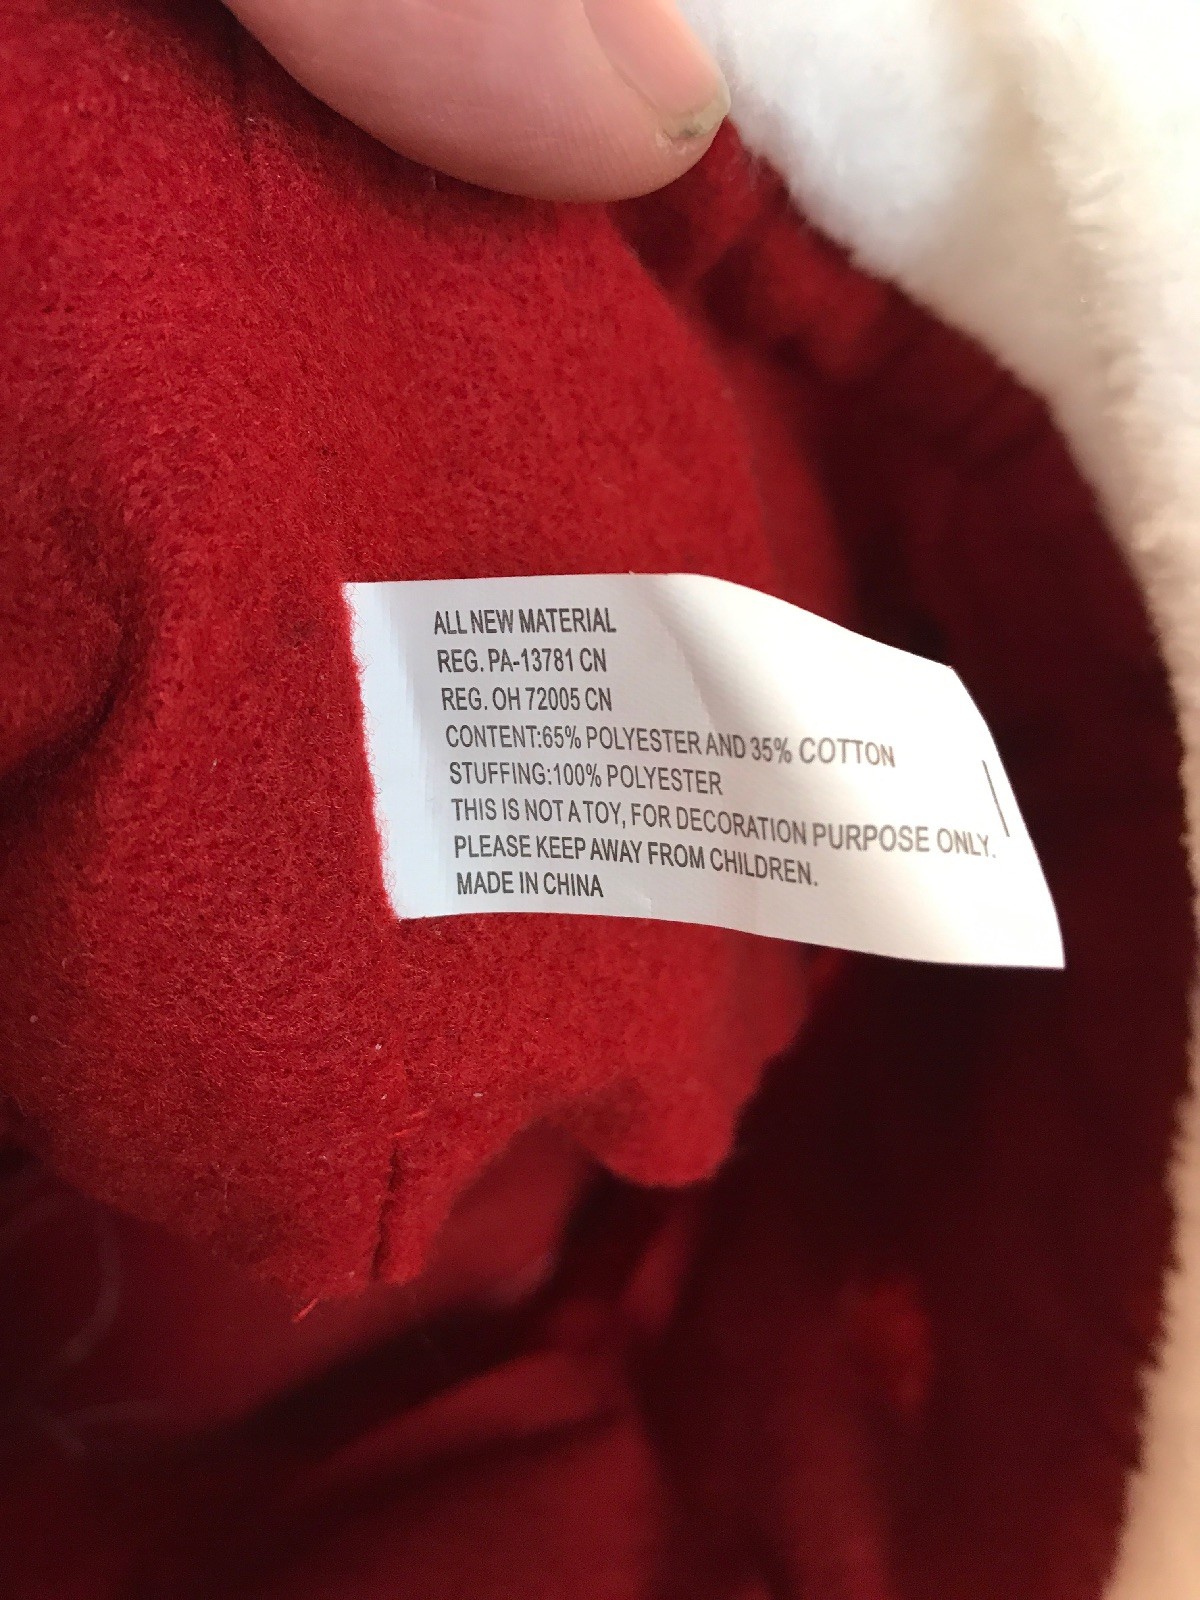 ALL NEW MATERIAL
REG. PA-13781 CN
REG. OH 72005 CN
CONTENT:65% POLYESTER AND 35% COTTON
STUFFING:100% POLYESTER
THIS IS NOT A TOY, FOR DECORATION PURPOSE ONLY.
PLEASE KEEP AWAY FROM CHILDREN.
MADE IN CHINA